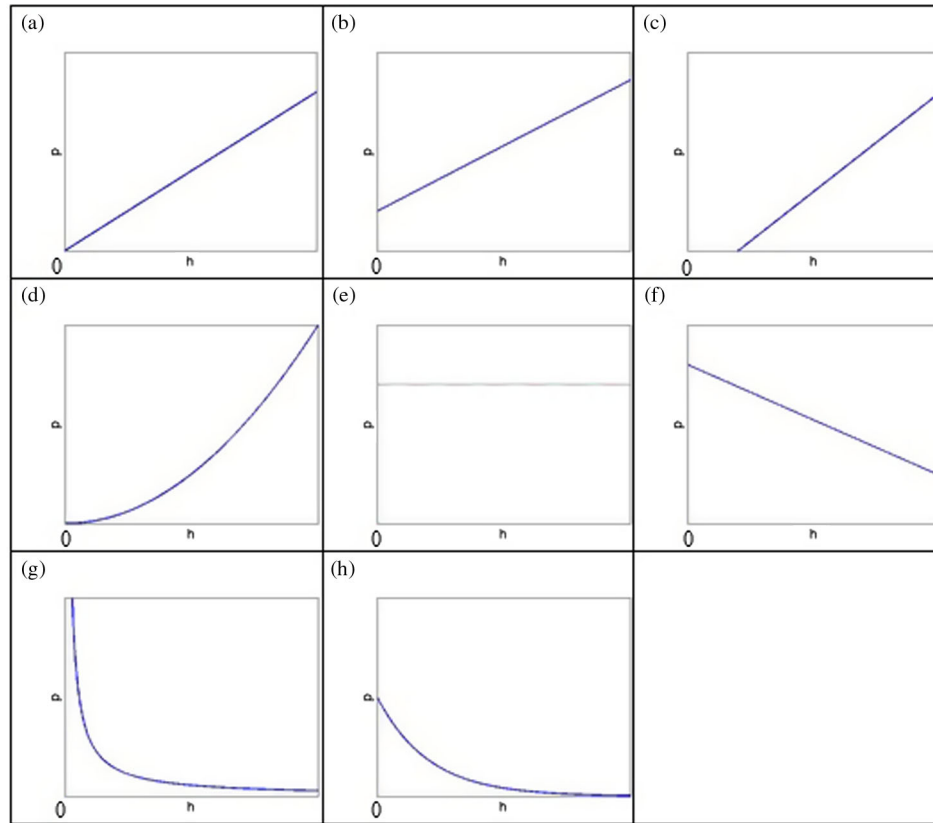 (a) (b) (c)
p p p
0 h 0 h 0 h
(d) (e) (f)
p p p
0 h 0 h 0 h
(g) (h)
p p
0 h 0 h